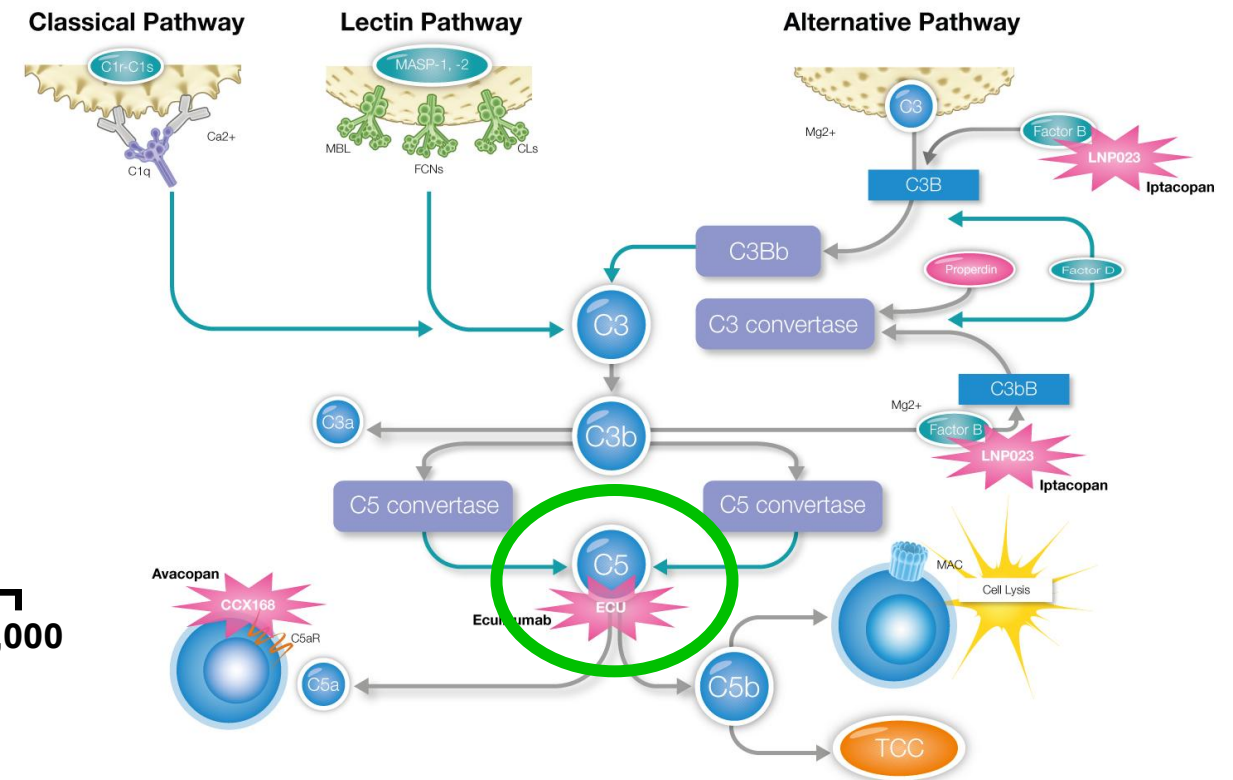 Classical Pathway
Lectin Pathway
Alternative Pathway
C1r-C1s
MASP-1, -2
C3
Ca2+
C1q
MBL
FCNs
CLs
Mg2+
Factor B
LNP023
Iptacopan
C3B
C3Bb
Properdin
Factor D
C3
C3 convertase
C3bB
Mg2+
C3a
C3b
Factor B
LNP023
Iptacopan
C5 convertase
C5 convertase
C5
MAC
Cell Lysis
Avacopan
CCX168
ECU
C5aR
,000
C5a
C5b
TCC